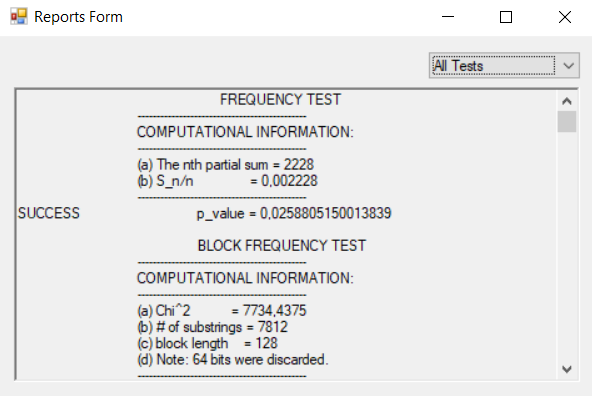 Reports Form
All Tests
FREQUENCY TEST
---------------------------------------------
COMPUTATIONAL INFORMATION:
---------------------------------------------
(a) The nth partial sum = 2228
(b) S_n/n = 0,002228
---------------------------------------------
SUCCESS p_value = 0,0258805150013839
BLOCK FREQUENCY TEST
---------------------------------------------
COMPUTATIONAL INFORMATION:
---------------------------------------------
(a) Chi^2 = 7734,4375
(b) # of substrings = 7812
(c) block length = 128
(d) Note: 64 bits were discarded.
---------------------------------------------